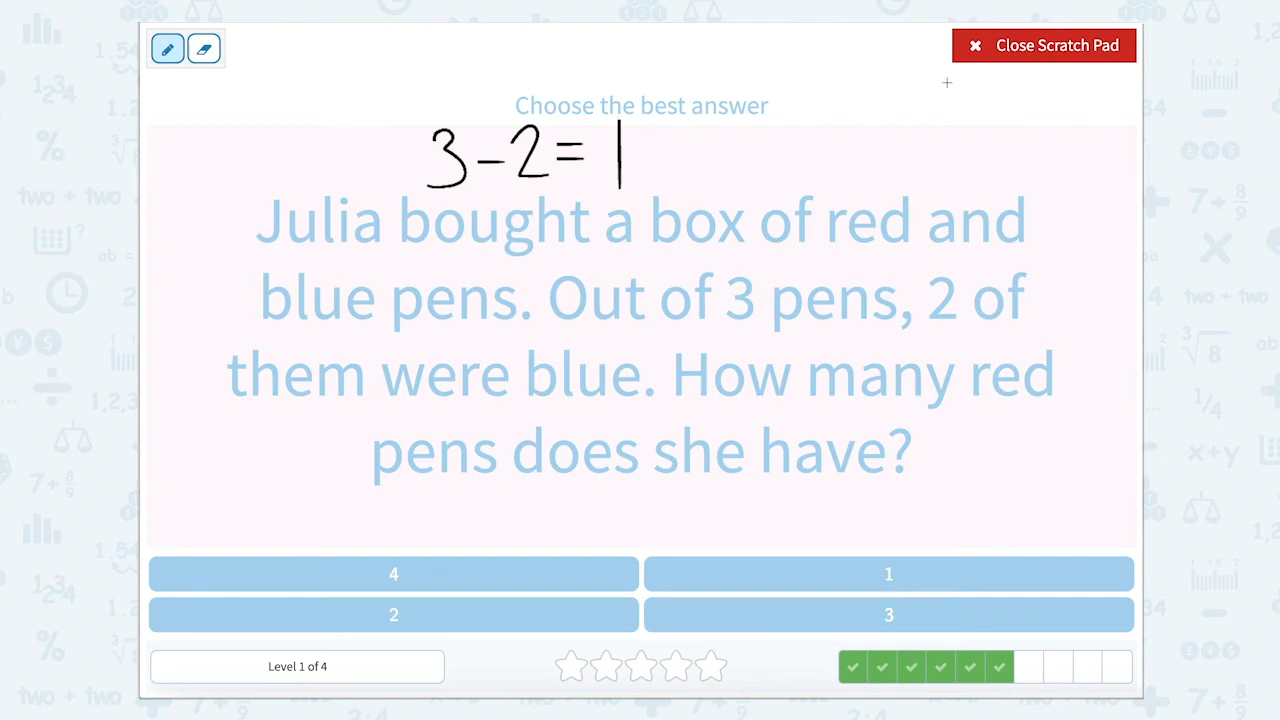 Close Scratch Pad
Choose the best answer
3-2=1
Julia bought a box of red and
blue pens. Out of 3 pens, 2 of
them were blue. How many red
pens does she have?
4
1
2
3
Level 1 of 4